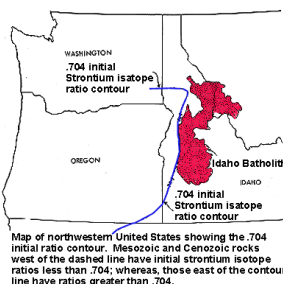 WASHINGTON
.704 initial
Strontium isatope
ratio contour
OREGON
Idaho Batholith
IDAHO
.704 initial
Strontium isotope
ratio contour
Map of northwestern United States showing the .704
initial ratio contour.  Mesozoic and Cenozoic rocks
west of the dashed line have initial strontium isotope
ratios less than .704; whereas, those east of the contour
line have ratios greater than .704.